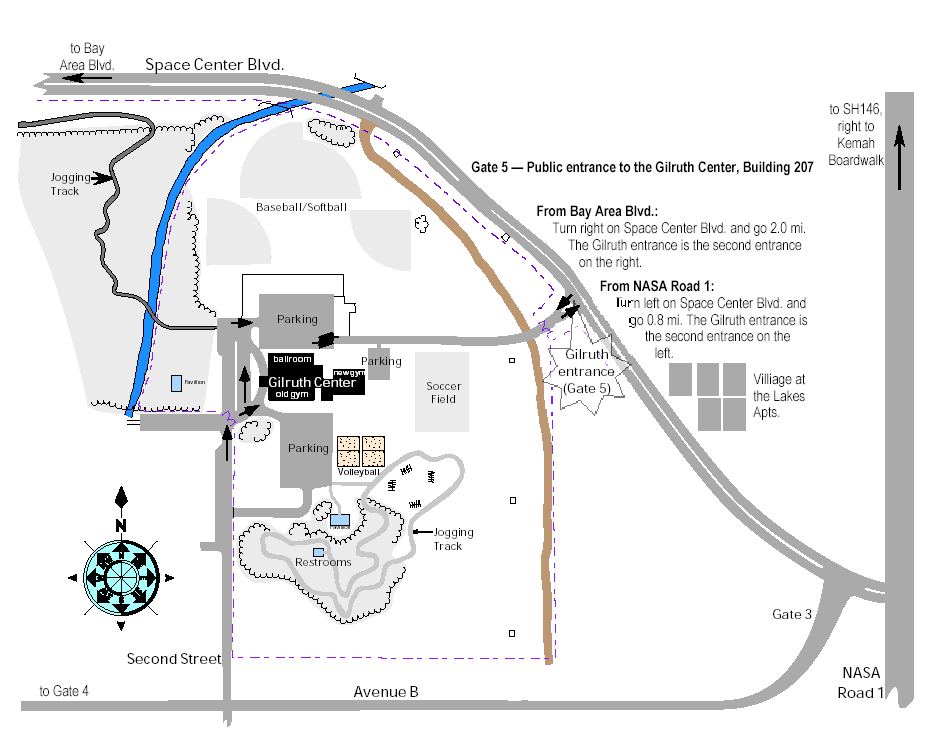 to Bay
Area Blvd.
Space Center Blvd.
to SH146,
right to
Kemah
Boardwalk
Gate 5 — Public entrance to the Gilruth Center, Building 207
Jogging
Track
Baseball/Softball
From Bay Area Blvd.:
Turn right on Space Center Blvd. and go 2.0 mi.
The Gilruth entrance is the second entrance
on the right.
From NASA Road 1:
Turn left on Space Center Blvd. and
go 0.8 mi. The Gilruth entrance is
the second entrance on the
left.
Parking
ballroom
Gilruth Center
new gym
old gym
Parking
Gilruth
entrance
(Gate 5)
Pavillion
Soccer
Field
Villiage at
the Lakes
Apts.
Parking
Volleyball
N
Jogging
Track
Restrooms
Gate 3
Second Street
NASA
Road 1
to Gate 4
Avenue B